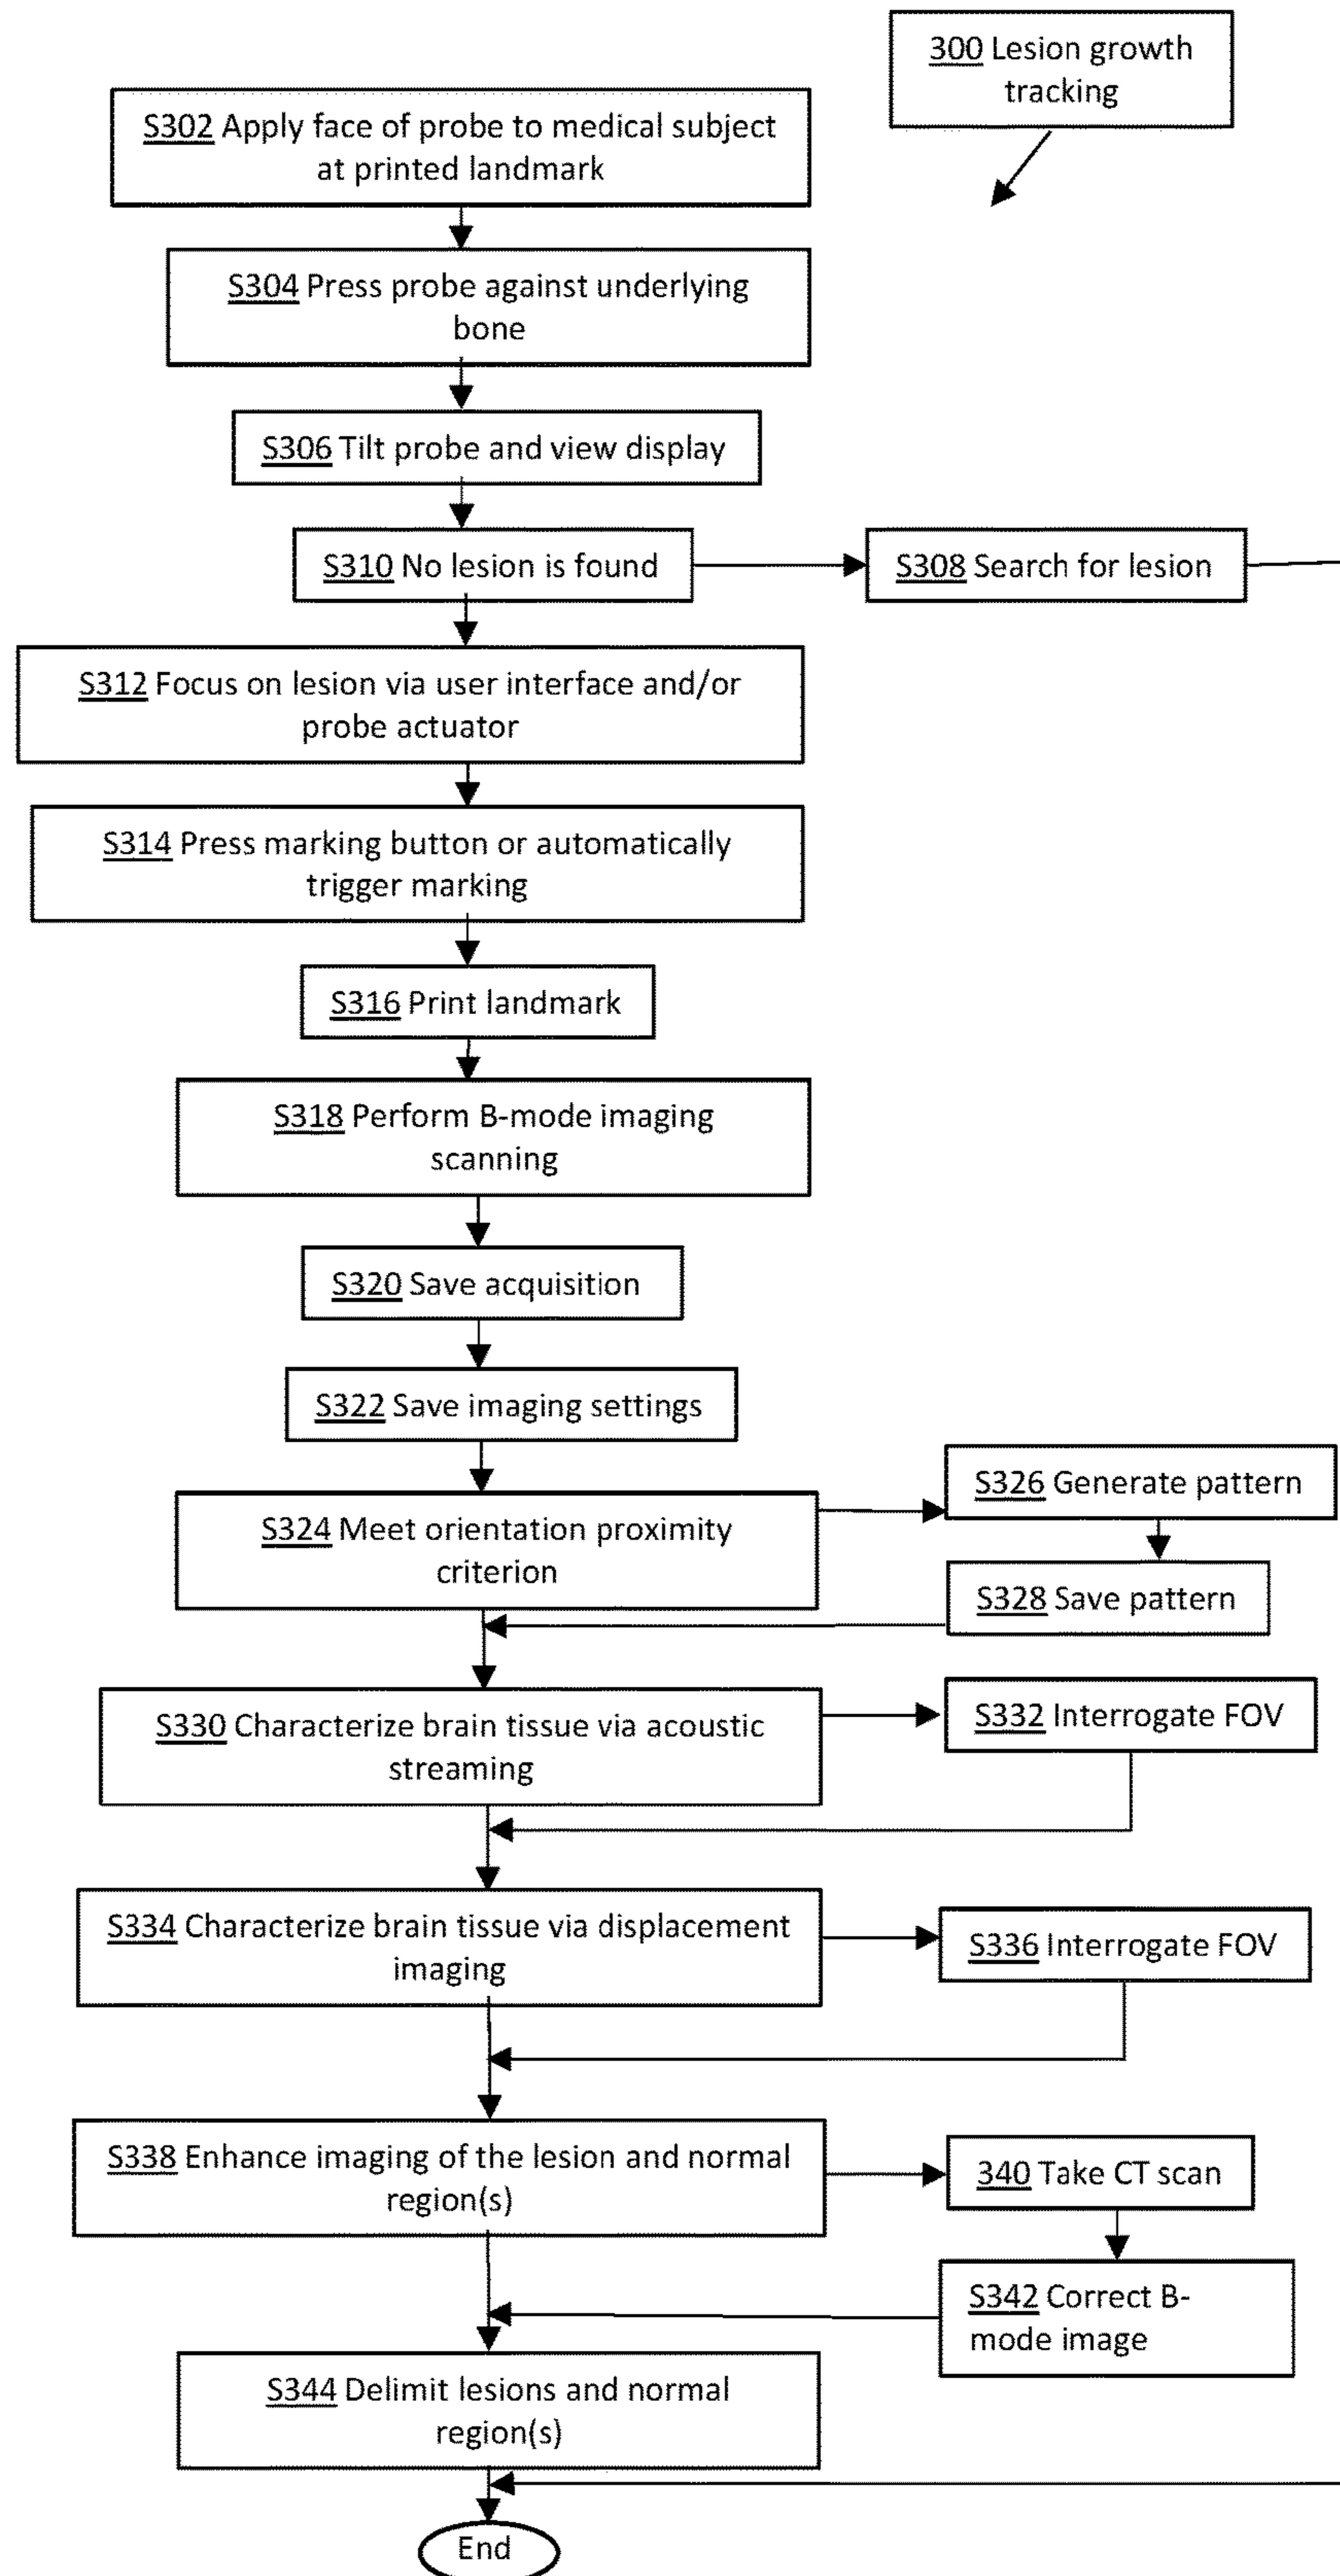 300 Lesion growth
tracking
S302 Apply face of probe to medical subject
at printed landmark
S304 Press probe against underlying
bone
S306 Tilt probe and view display
S310 No lesion is found
S308 Search for lesion
S312 Focus on lesion via user interface and/or
probe actuator
S314 Press marking button or automatically
trigger marking
S316 Print landmark
S318 Perform B-mode imaging
scanning
S320 Save acquisition
S322 Save imaging settings
S324 Meet orientation proximity
criterion
S326 Generate pattern
S328 Save pattern
S330 Characterize brain tissue via acoustic
streaming
S332 Interrogate FOV
S334 Characterize brain tissue via displacement
imaging
S336 Interrogate FOV
S338 Enhance imaging of the lesion and normal
region(s)
340 Take CT scan
S342 Correct B-
mode image
S344 Delimit lesions and normal
region(s)
End